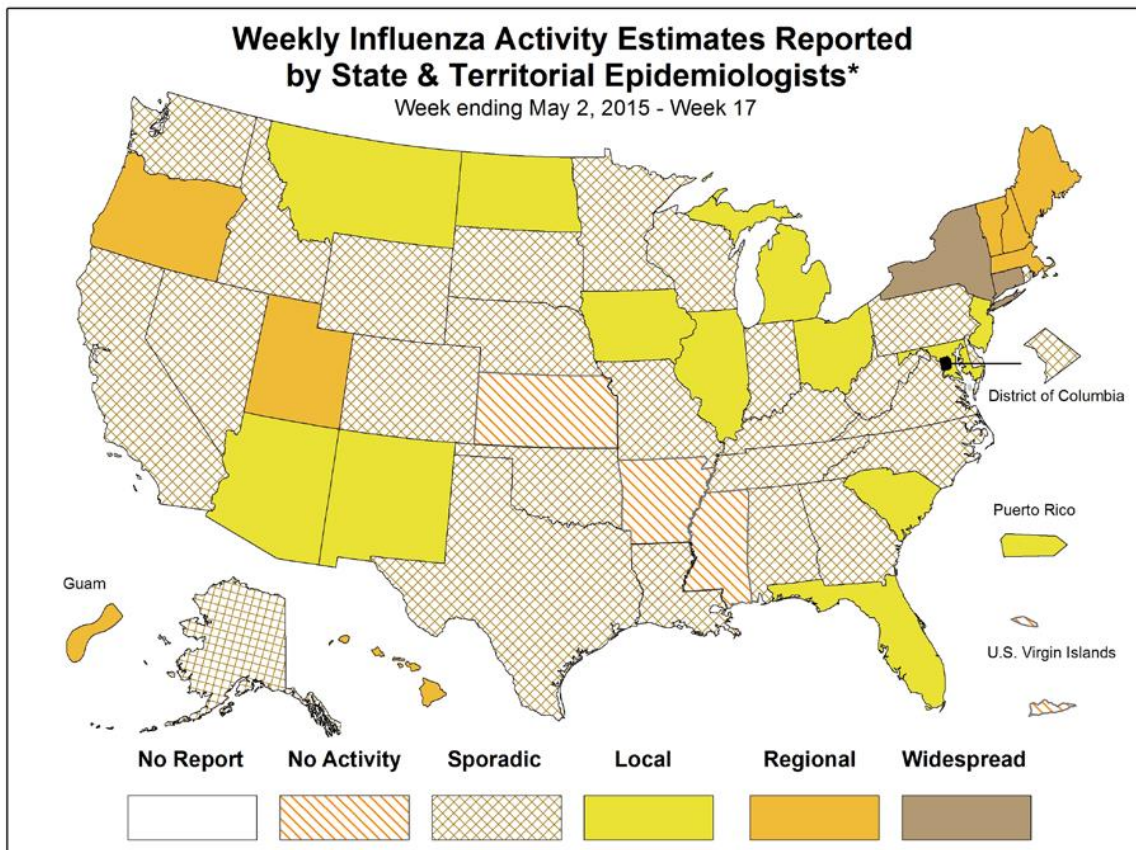 Weekly Influenza Activity Estimates Reported
by State & Territorial Epidemiologists*
Week ending May 2, 2015 - Week 17
District of Columbia
Puerto Rico
Guam
U.S. Virgin Islands
No Report No Activity Sporadic Local Regional Widespread